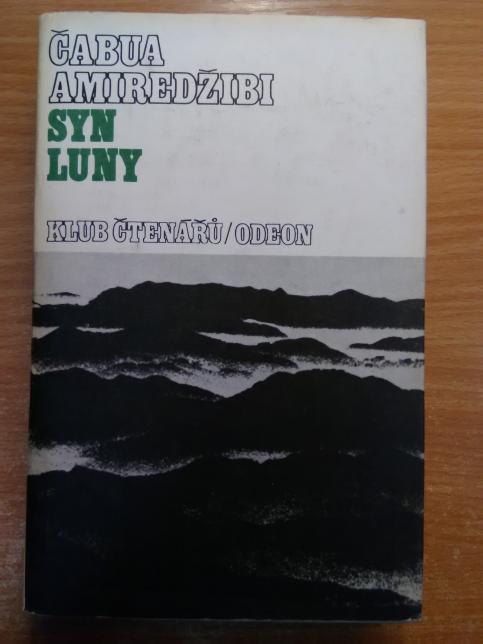 ČABUA
AMIREDŽIBI
SYN
LUNY
KLUB ČTENÁŘŮ/ODEON